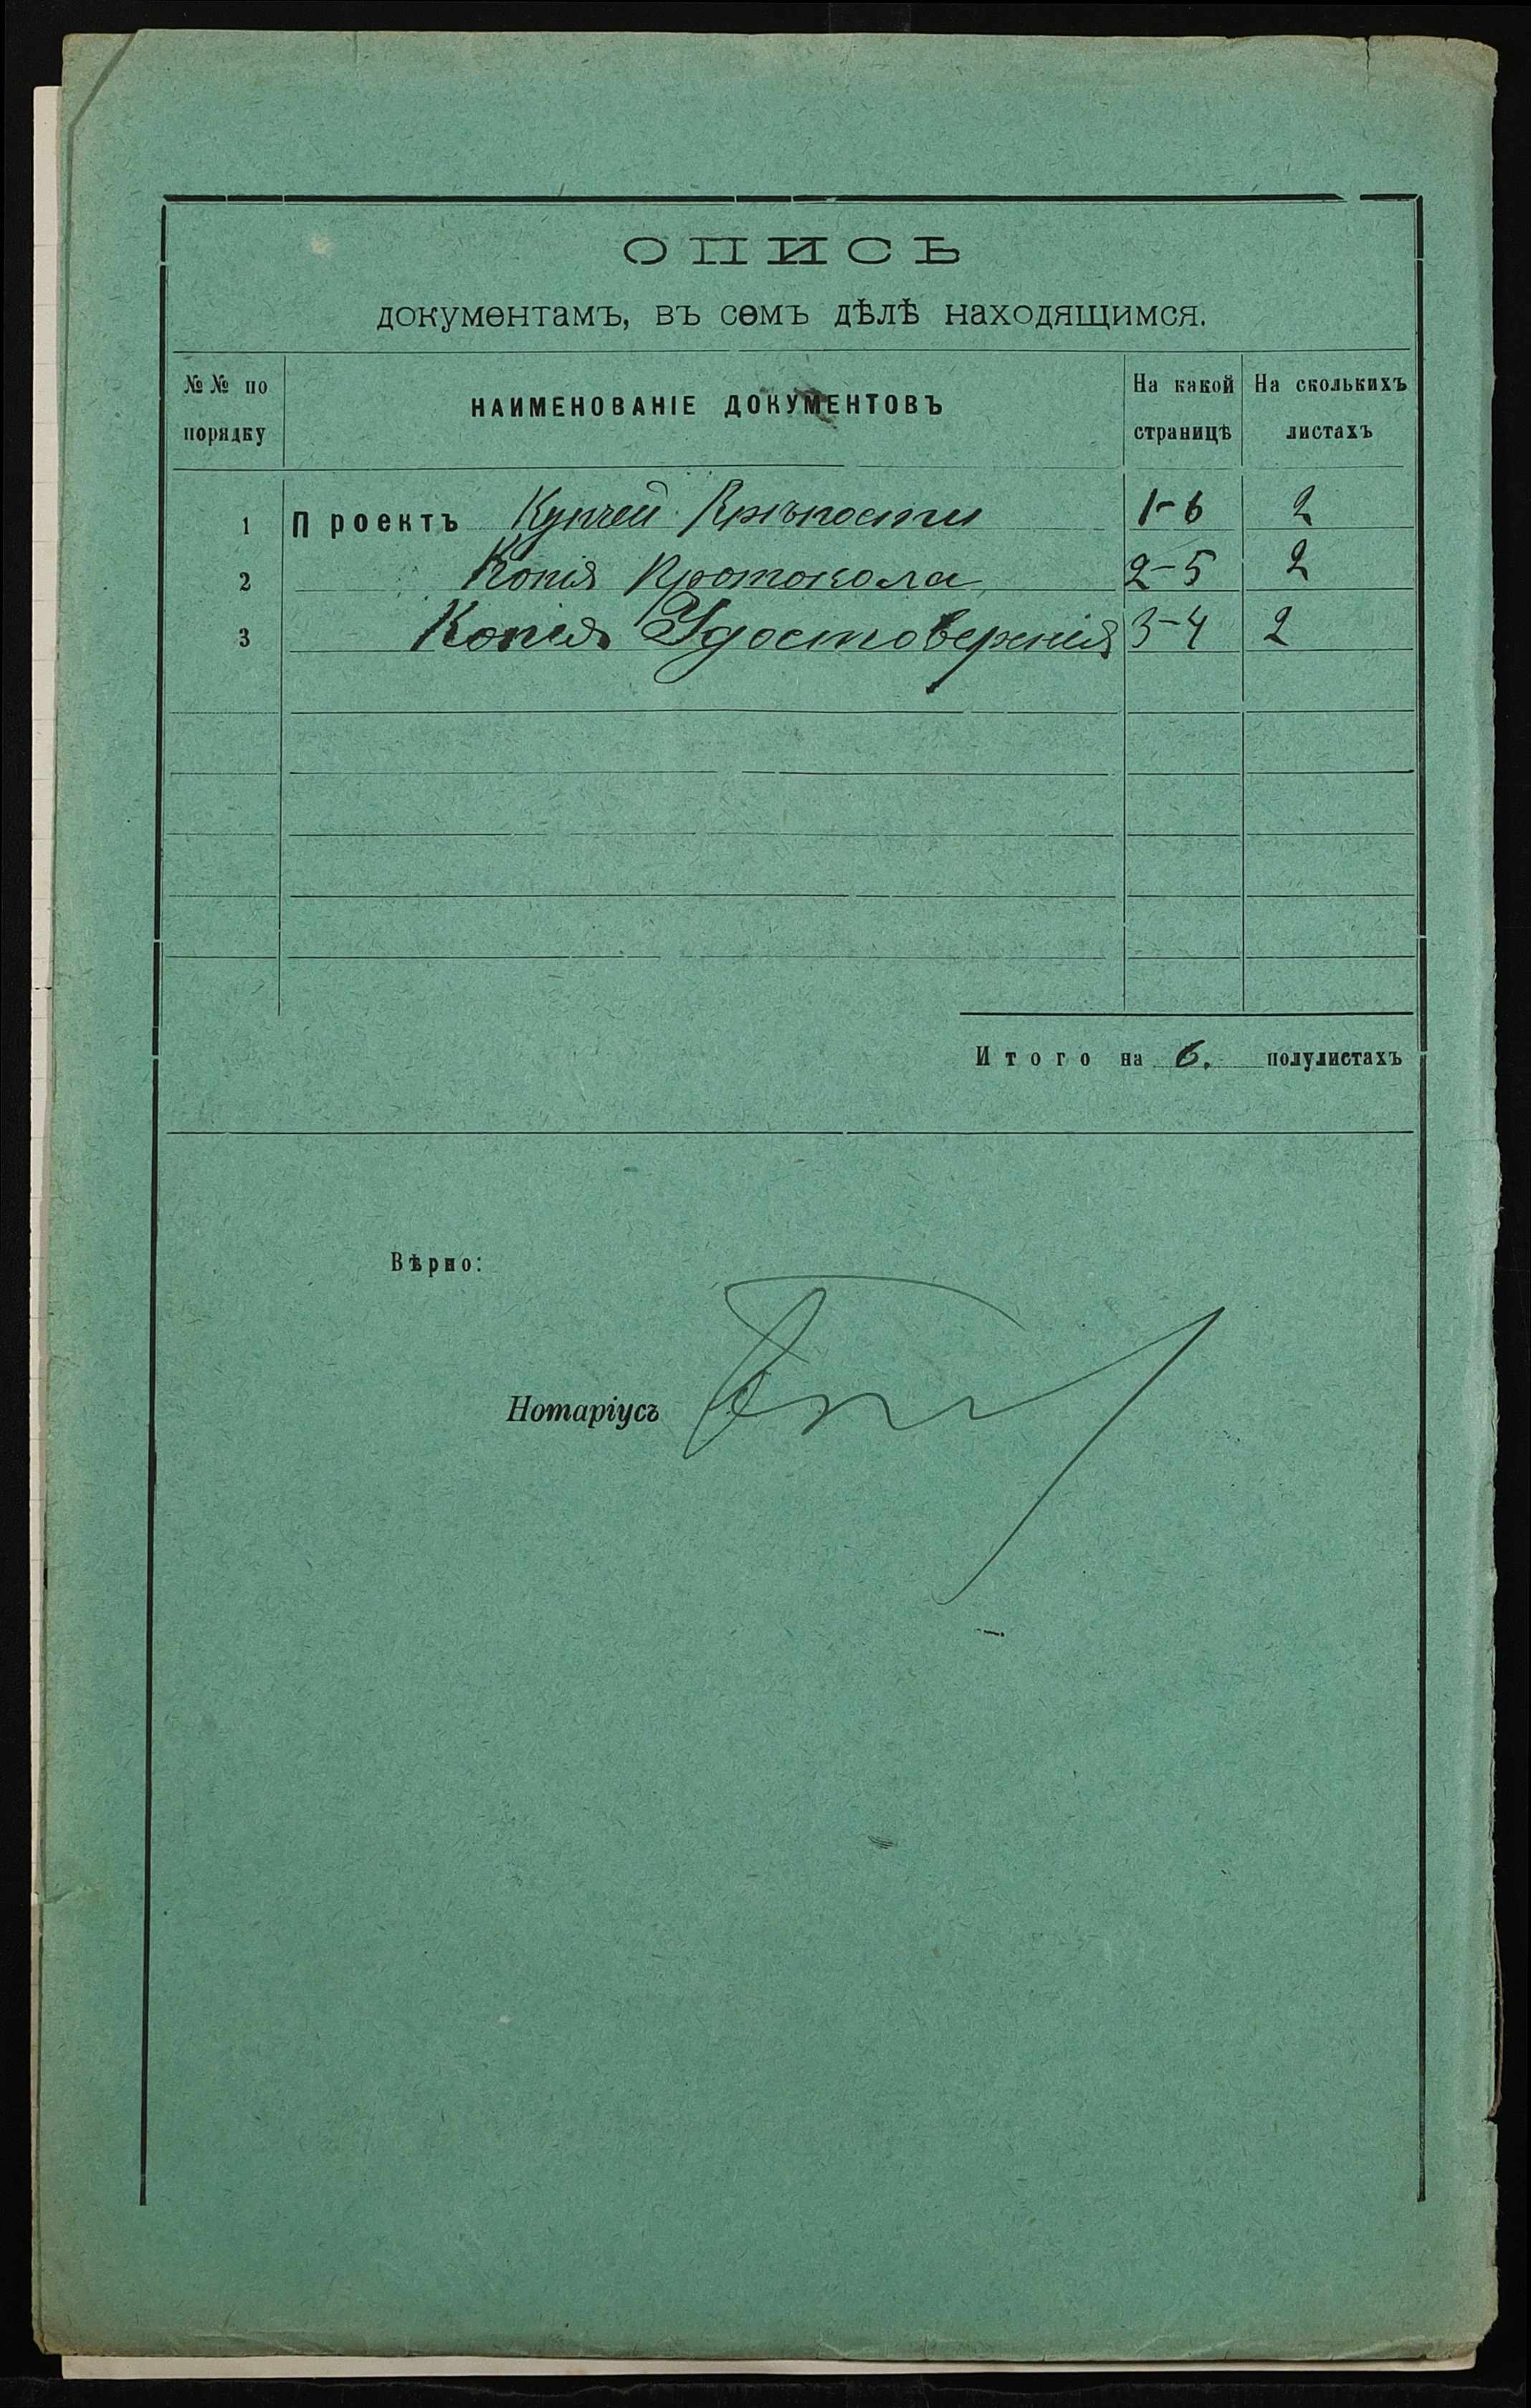 ОПИСЬ
документамъ, въ семъ дѣлѣ находящимся.
№№ по порядку НАИМЕНОВАНІЕ ДОКУМЕНТОВЪ На какой страницѣ На сколькихъ листахъ
1 Проектъ Купчей Крѣпости 1-6 2
2 Копія Протокола 2-5 2
3 Копія Удостоверенія 3-4 2
Итого на 6. полулистахъ
Вѣрно:
Нотаріусъ